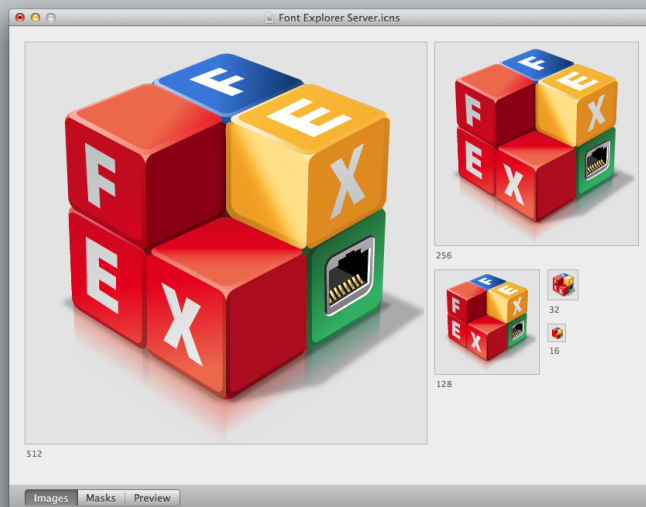 Font Explorer Server.icns
F
E
F
X
E
X
512
F
E
F
X
E
X
256
F
E
F
X
E
X
128
32
16
Images
Masks
Preview